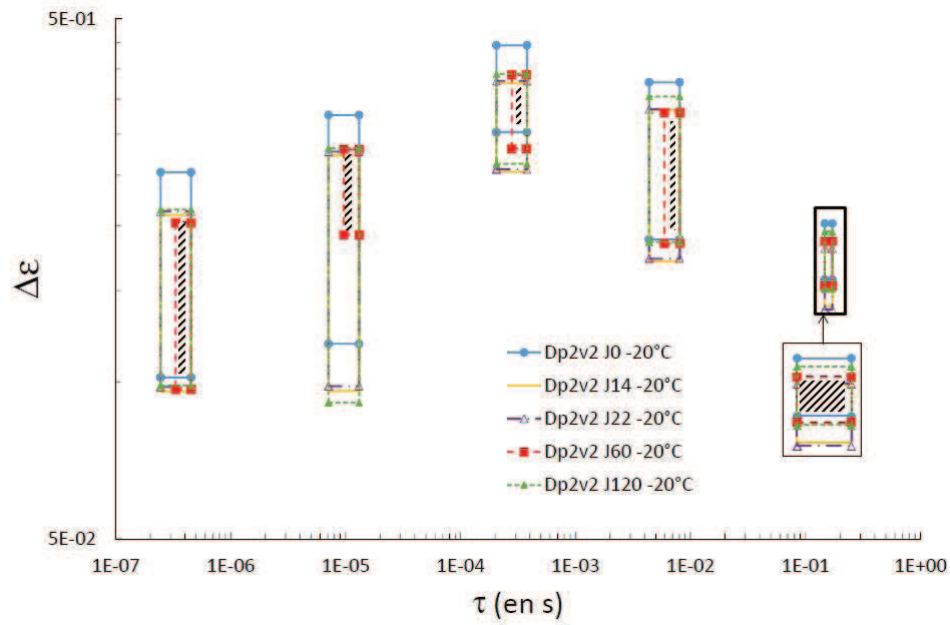 5E-01
Δε
Dp2v2 J0 -20°C
Dp2v2 J14 -20°C
Dp2v2 J22 -20°C
Dp2v2 J60 -20°C
Dp2v2 J120 -20°C
5E-02
1E-07 1E-06 1E-05 1E-04 1E-03 1E-02 1E-01 1E+00
τ (en s)